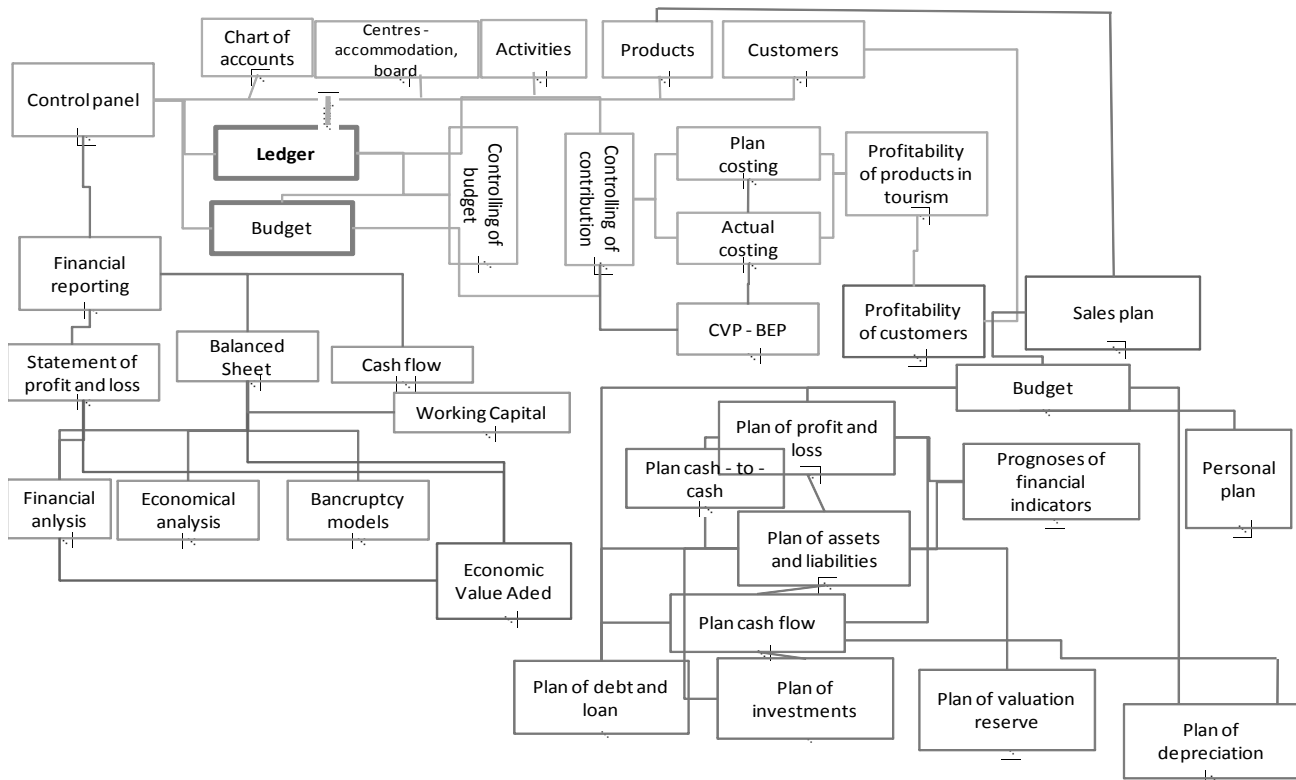 Chart of
accounts
Centres -
accommodation,
board
Activities
Products
Customers
Control panel
Ledger
Budget
Controlling of
budget
Controlling of
contribution
Plan
costing
Actual
costing
CVP - BEP
Profitability
of products in
tourism
Profitability
of customers
Sales plan
Financial
reporting
Statement of
profit and loss
Balanced
Sheet
Cash flow
Working Capital
Financial
anlysis
Economical
analysis
Bancruptcy
models
Economic
Value Aded
Budget
Plan of profit and
loss
Plan cash - to -
cash
Prognoses of
financial
indicators
Personal
plan
Plan of assets
and liabilities
Plan cash flow
Plan of debt and
loan
Plan of
investments
Plan of valuation
reserve
Plan of
depreciation